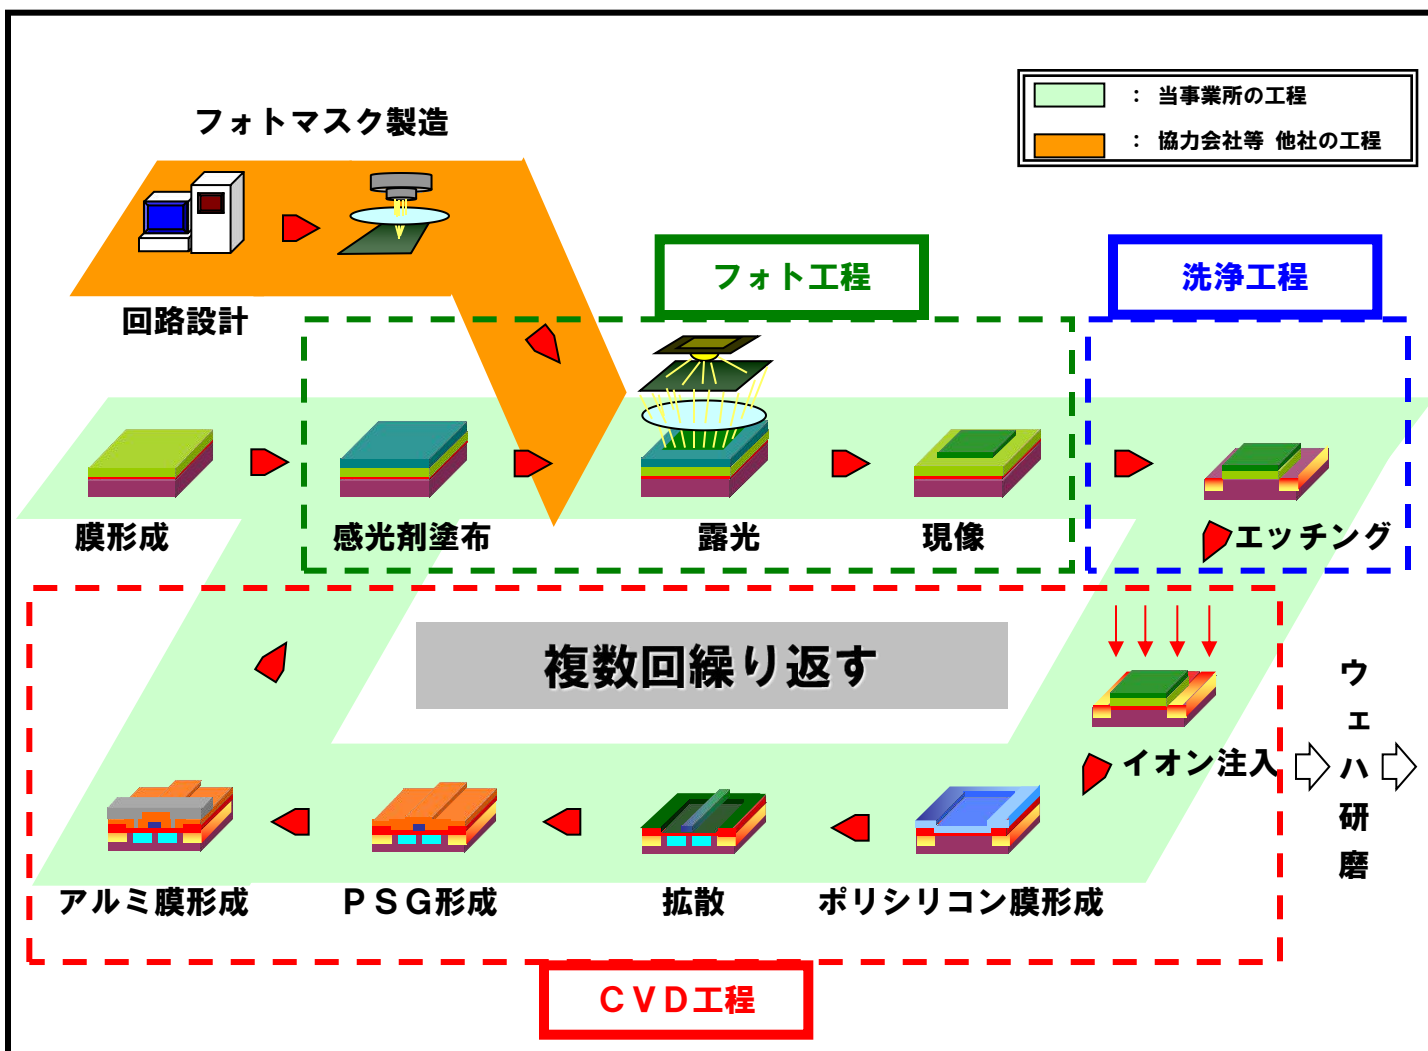 ： 当事業所の工程
： 協力会社等 他社の工程
フォトマスク製造
回路設計
フォト工程
洗浄工程
膜形成
感光剤塗布
露光
現像
エッチング
複数回繰り返す
イオン注入
ウェハ研磨
アルミ膜形成
ＰＳＧ形成
拡散
ポリシリコン膜形成
ＣＶＤ工程